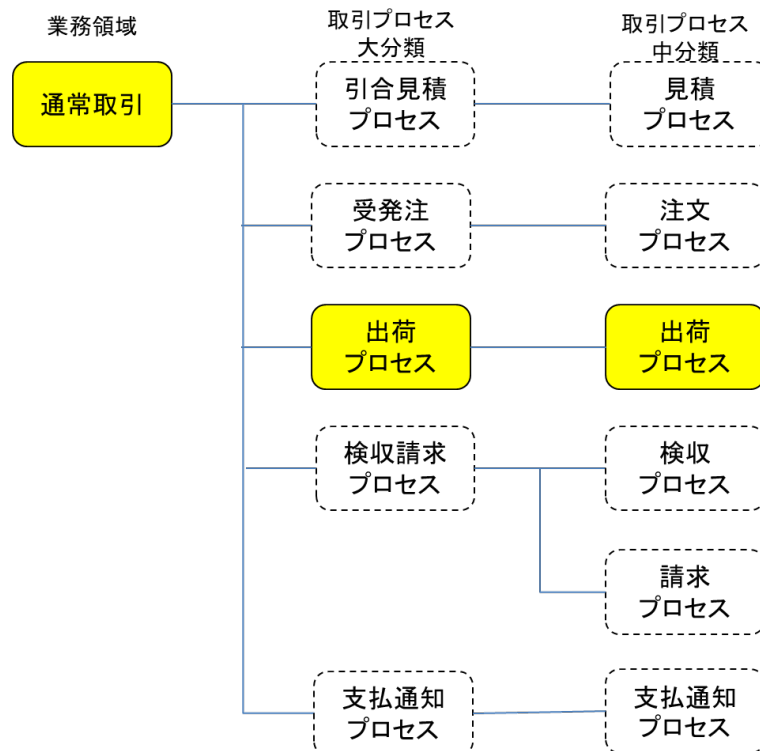 業務領域
取引プロセス
大分類
取引プロセス
中分類
通常取引
引合見積
プロセス
見積
プロセス
受発注
プロセス
注文
プロセス
出荷
プロセス
出荷
プロセス
検収請求
プロセス
検収
プロセス
請求
プロセス
支払通知
プロセス
支払通知
プロセス